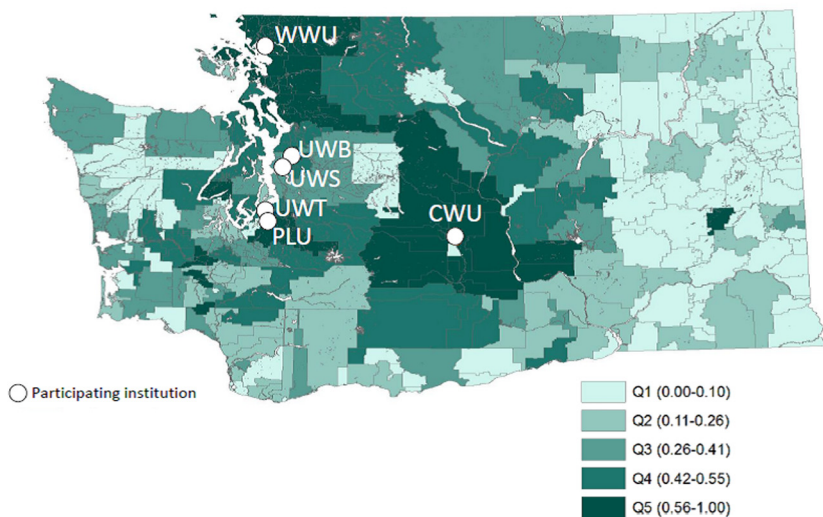 WWU
UWB
UWS
UWT
CWU
PLU
Participating institution
Q1 (0.00-0.10)
Q2 (0.11-0.26)
Q3 (0.26-0.41)
Q4 (0.42-0.55)
Q5 (0.56-1.00)